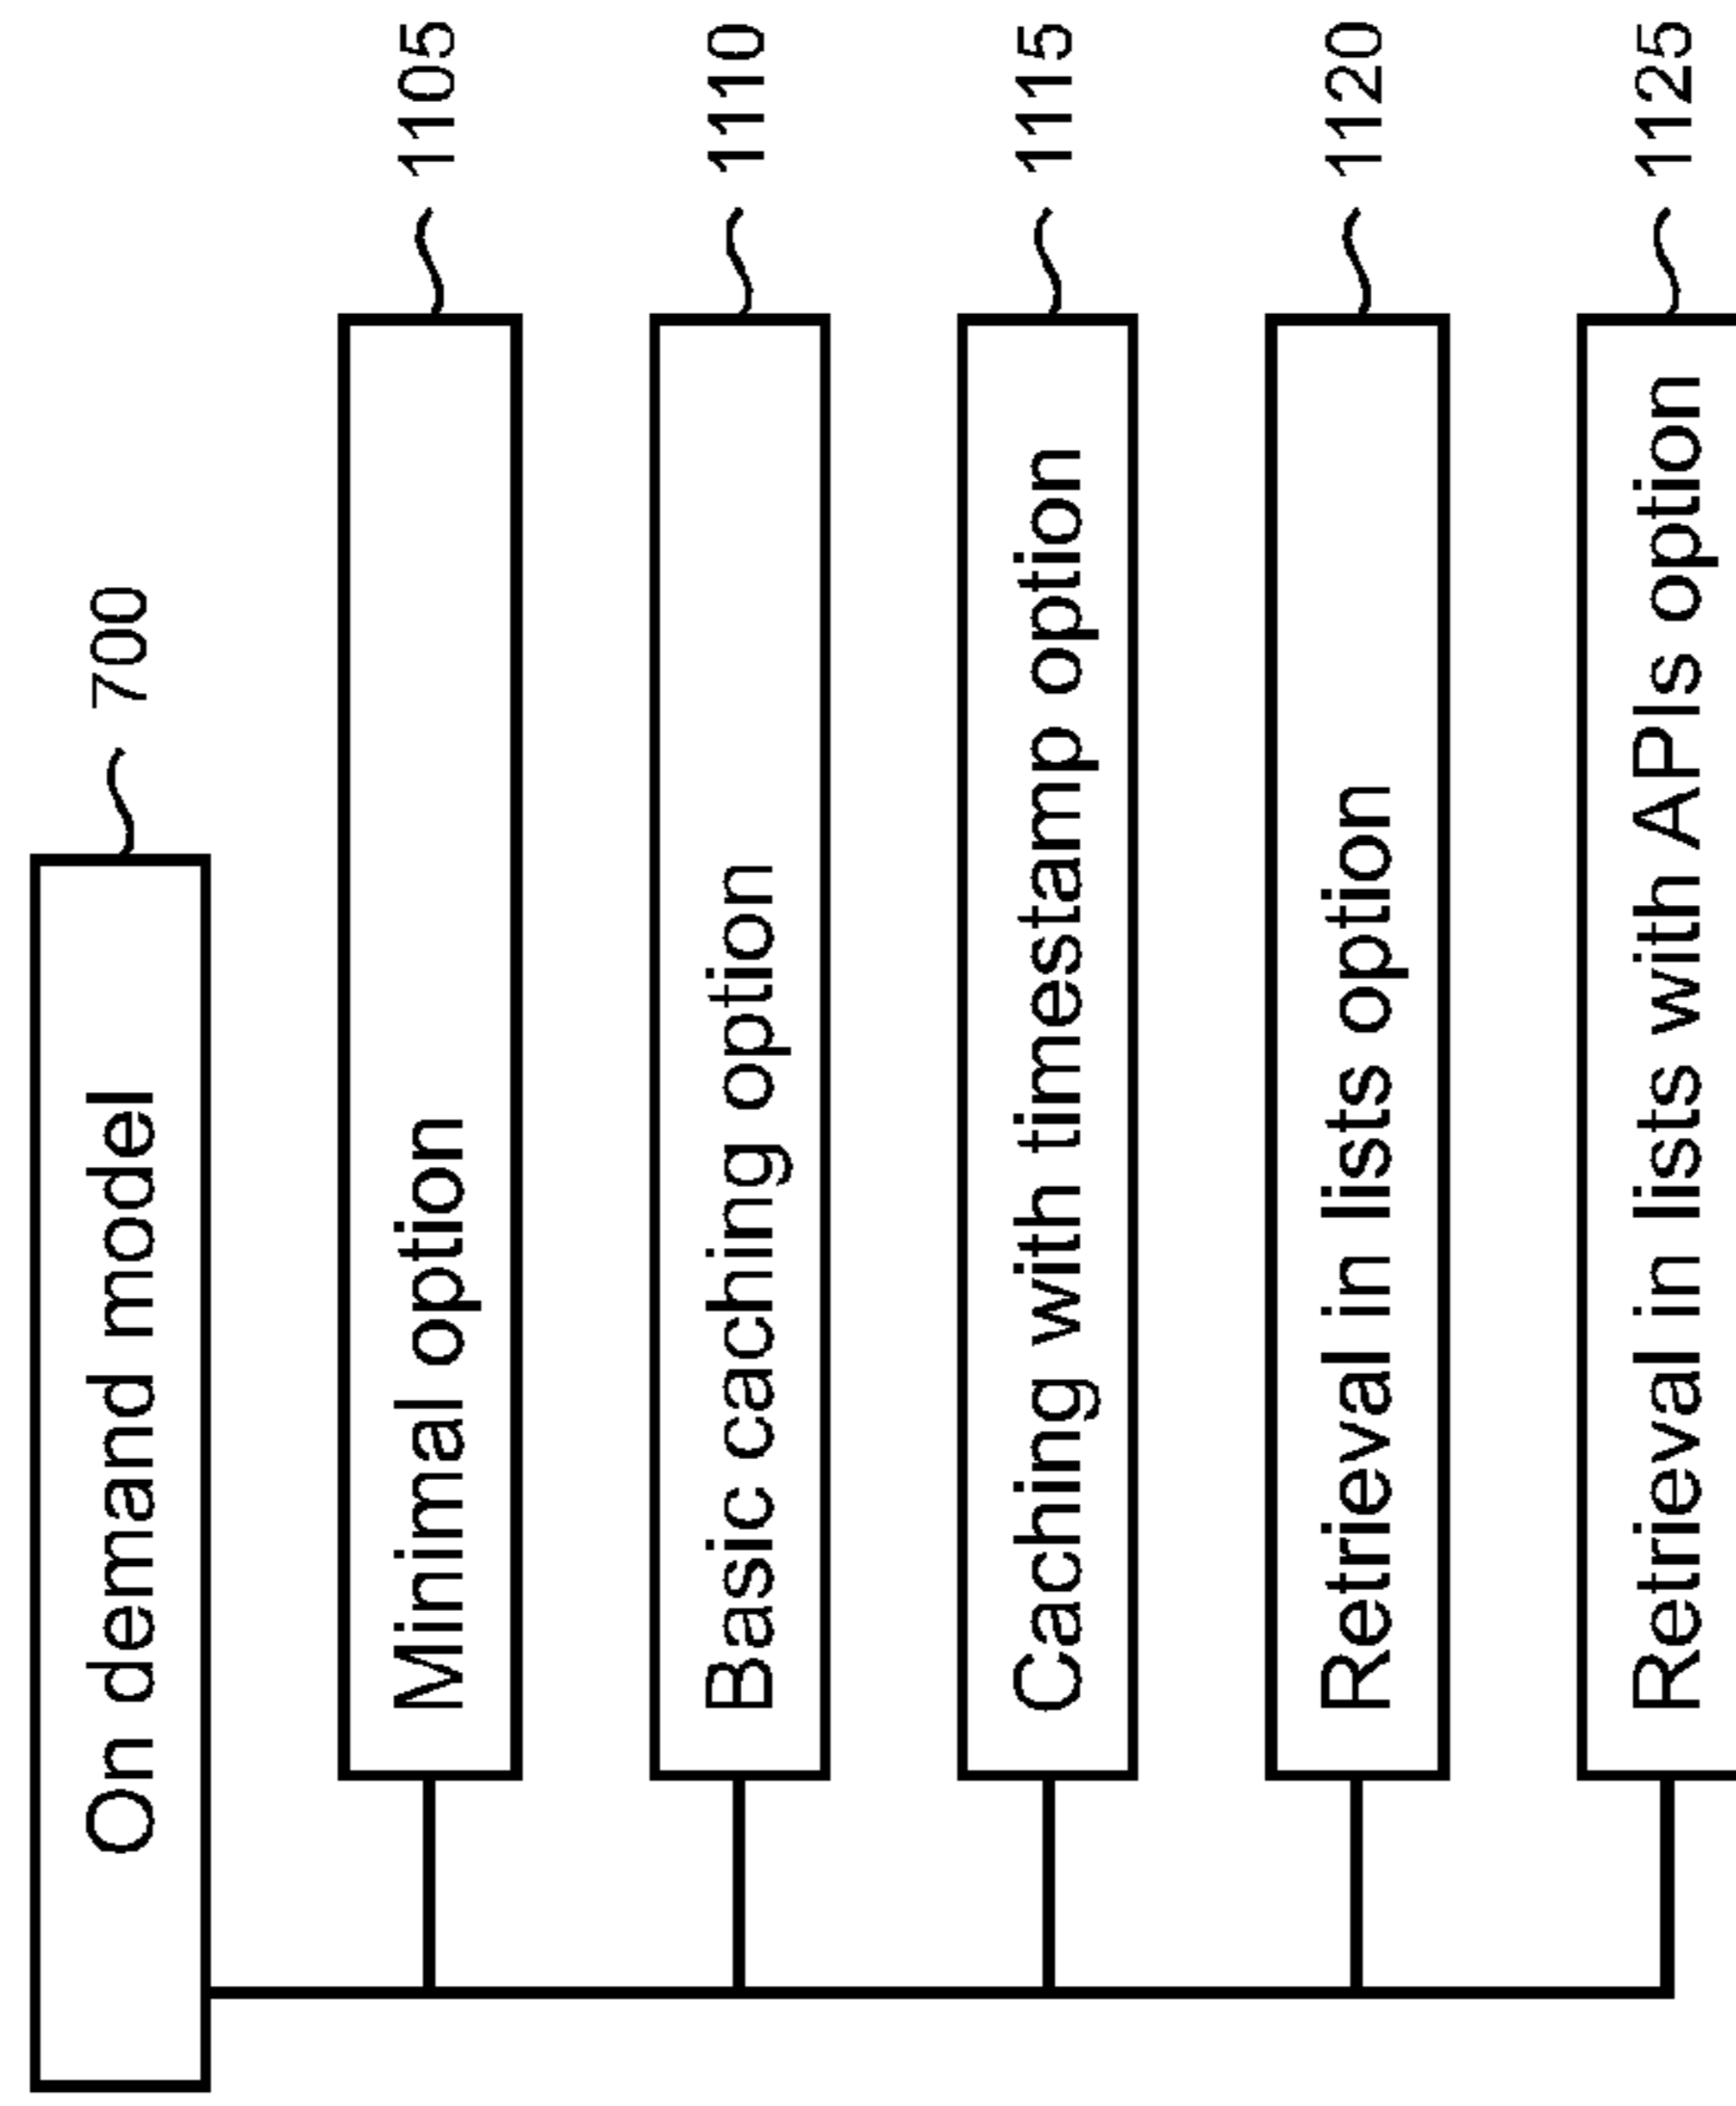 On demand model 700
Minimal option 1105
Basic caching option 1110
Caching with timestamp option 1115
Retrieval in lists option 1120
Retrieval in lists with APIs option 1125